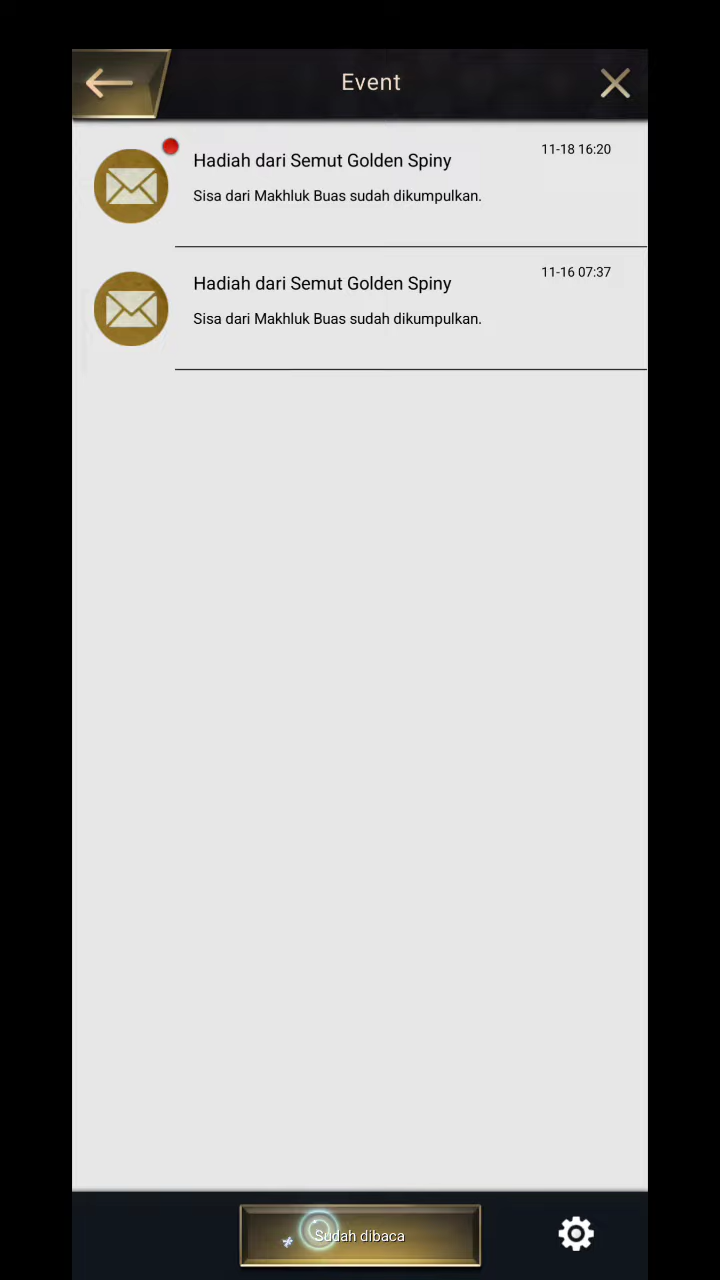 Event
Hadiah dari Semut Golden Spiny
11-18 16:20
Sisa dari Makhluk Buas sudah dikumpulkan.
Hadiah dari Semut Golden Spiny
11-16 07:37
Sisa dari Makhluk Buas sudah dikumpulkan.
Sudah dibaca